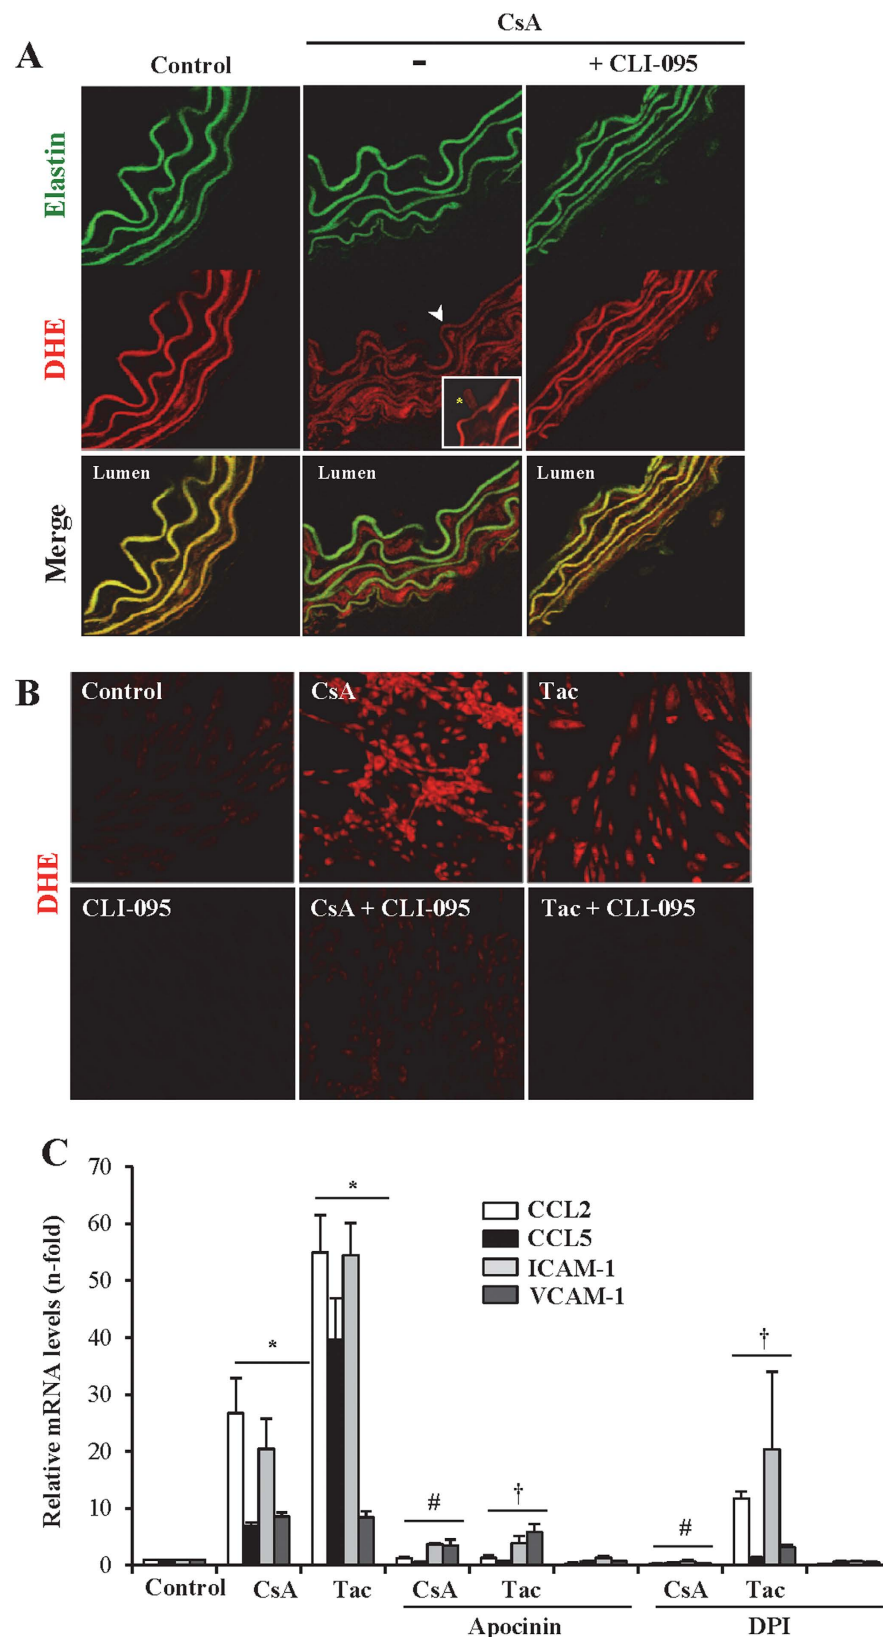 CsA
A
Control
-
+ CLI-095
Elastin
DHE
*
Merge
Lumen
Lumen
Lumen
B
Control
CsA
Tac
DHE
CLI-095
CsA + CLI-095
Tac + CLI-095
C
Relative mRNA levels (n-fold)
70
60
50
40
30
20
10
0
*
*
#
†
#
†
CCL2
CCL5
ICAM-1
VCAM-1
Control
CsA
Tac
CsA
Tac
CsA
Tac
Apocinin
DPI